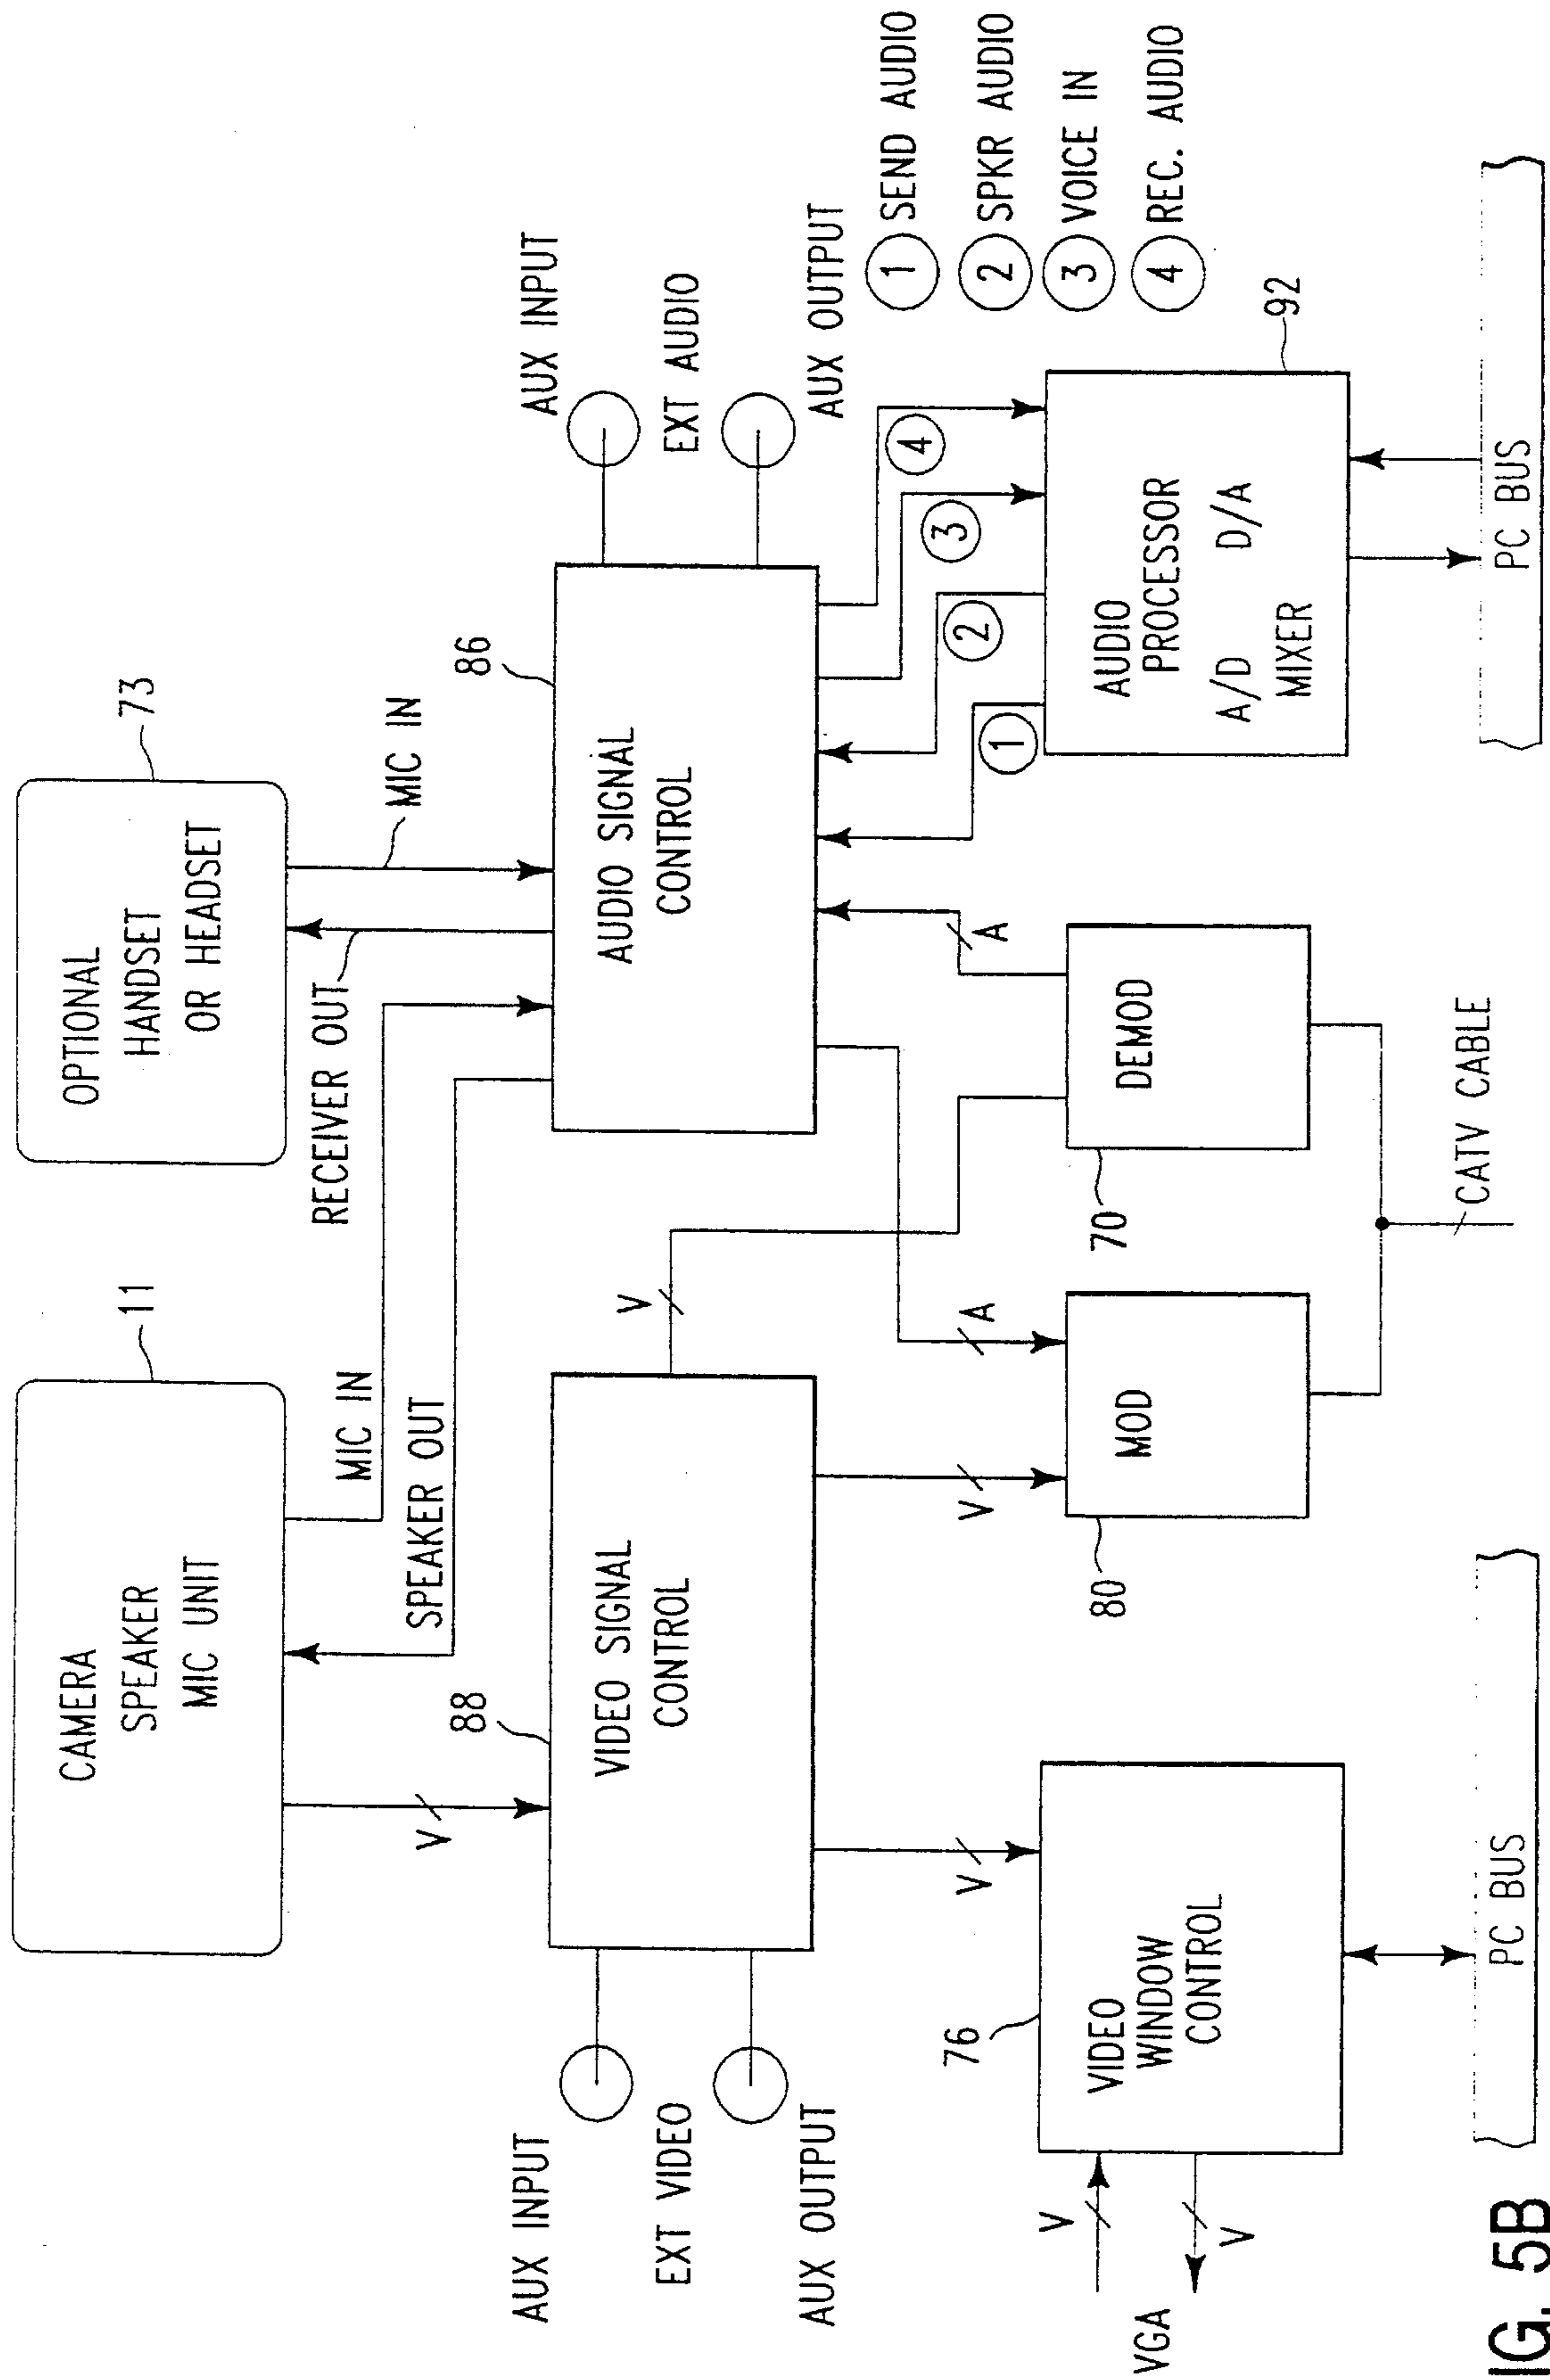 CAMERA
SPEAKER
MIC UNIT
11
OPTIONAL
HANDSET
OR HEADSET
73
MIC IN
RECEIVER OUT
MIC IN
SPEAKER OUT
V
88
VIDEO SIGNAL
CONTROL
V
86
AUDIO SIGNAL
CONTROL
AUX INPUT
EXT VIDEO
AUX OUTPUT
AUX INPUT
EXT AUDIO
AUX OUTPUT
V
V
A
A
1
2
3
4
1 SEND AUDIO
2 SPKR AUDIO
3 VOICE IN
4 REC. AUDIO
76
VIDEO
WINDOW
CONTROL
V
V
VGA
80
MOD
70
DEMOD
92
AUDIO
PROCESSOR
A/D D/A
MIXER
CATV CABLE
PC BUS
PC BUS
IG. 5B